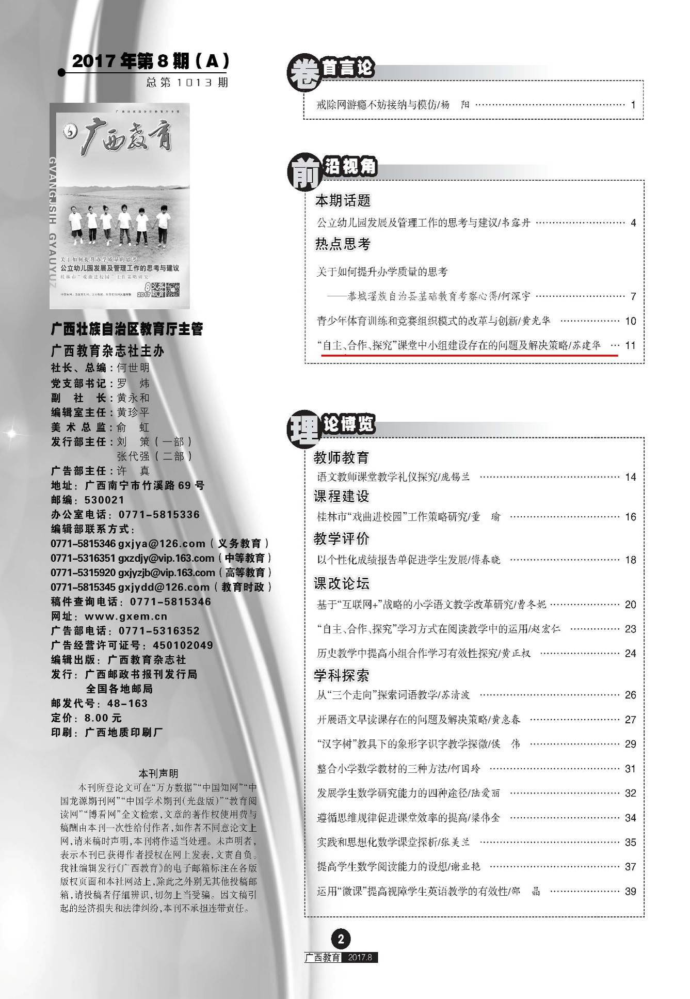 2017年第8期(A)
总第1013期
广西壮族自治区教育厅主管
广西教育
GVANGJSIH GYAUYUZ
关于如何提升办学质量的思考
公立幼儿园发展及管理工作的思考与建议
桂林市“戏曲进校园”工作策略研究
8
2017
义务
教育
广西壮族自治区教育厅主管
广西教育杂志社主办
社长、总编：何世明
党支部书记：罗 炜
副 社 长：黄永和
编辑室主任：黄珍平
美术总监：俞 虹
发行部主任：刘 策（一部）
张代强（二部）
广告部主任：许 真
地址：广西南宁市竹溪路69号
邮编：530021
办公室电话：0771-5815336
编辑部联系方式：
0771-5815346 gxjya@126.com（义务教育）
0771-5316351 gxzdjy@vip.163.com（中等教育）
0771-5315920 gxjyzjb@vip.163.com（高等教育）
0771-5815345 gxjydd@126.com（教育时政）
稿件查询电话：0771-5815346
网址：www.gxem.cn
广告部电话：0771-5316352
广告经营许可证号：450102049
编辑出版：广西教育杂志社
发行：广西邮政书报刊发行局
全国各地邮局
邮发代号：48-163
定价：8.00元
印刷：广西地质印刷厂
本刊声明
本刊所登论文可在“万方数据”“中国知网”“中
国龙源期刊网”“中国学术期刊(光盘版)”“教育阅
读网”“博看网”全文检索,文章的著作权使用费与
稿酬由本刊一次性给付作者,如作者不同意论文上
网,请来稿时声明,本刊将作适当处理。未声明者,
表示本刊已获得作者授权在网上发表,文责自负。
我社编辑发行《广西教育》的电子邮箱标注在各版
版权页面和本社网站上,除此之外别无其他投稿邮
箱,请投稿者仔细辨识,切勿上当受骗。因文稿引
起的经济损失和法律纠纷,本刊不承担连带责任。
卷首言论
戒除网游瘾不妨接纳与模仿/杨 阳 …… 1
前沿视角
本期话题
公立幼儿园发展及管理工作的思考与建议/韦露丹 …… 4
热点思考
关于如何提升办学质量的思考
——恭城瑶族自治县基础教育考察心得/何深宇 …… 7
青少年体育训练和竞赛组织模式的改革与创新/黄光华 …… 10
“自主、合作、探究”课堂中小组建设存在的问题及解决策略/苏建华 … 11
理论博览
教师教育
语文教师课堂教学礼仪探究/庞锡兰 …… 14
课程建设
桂林市“戏曲进校园”工作策略研究/董 瑜 …… 16
教学评价
以个性化成绩报告单促进学生发展/傅春晓 …… 18
课改论坛
基于“互联网+”战略的小学语文教学改革研究/曹冬妮 …… 20
“自主、合作、探究”学习方式在阅读教学中的运用/赵宏仁 …… 23
历史教学中提高小组合作学习有效性探究/黄正权 …… 24
学科探索
从“三个走向”探索词语教学/苏清波 …… 26
开展语文早读课存在的问题及解决策略/黄惠春 …… 27
“汉字树”教具下的象形字识字教学探微/侯 伟 …… 29
整合小学数学教材的三种方法/何国玲 …… 31
发展学生数学研究能力的四种途径/陆爱丽 …… 32
遵循思维规律促进课堂效率的提高/梁伟金 …… 34
实践和思想化数学课堂探析/张美兰 …… 35
提高学生数学阅读能力的设想/谢业艳 …… 37
运用“微课”提高视障学生英语教学的有效性/邵 晶 …… 39
2
广西教育 2017.8